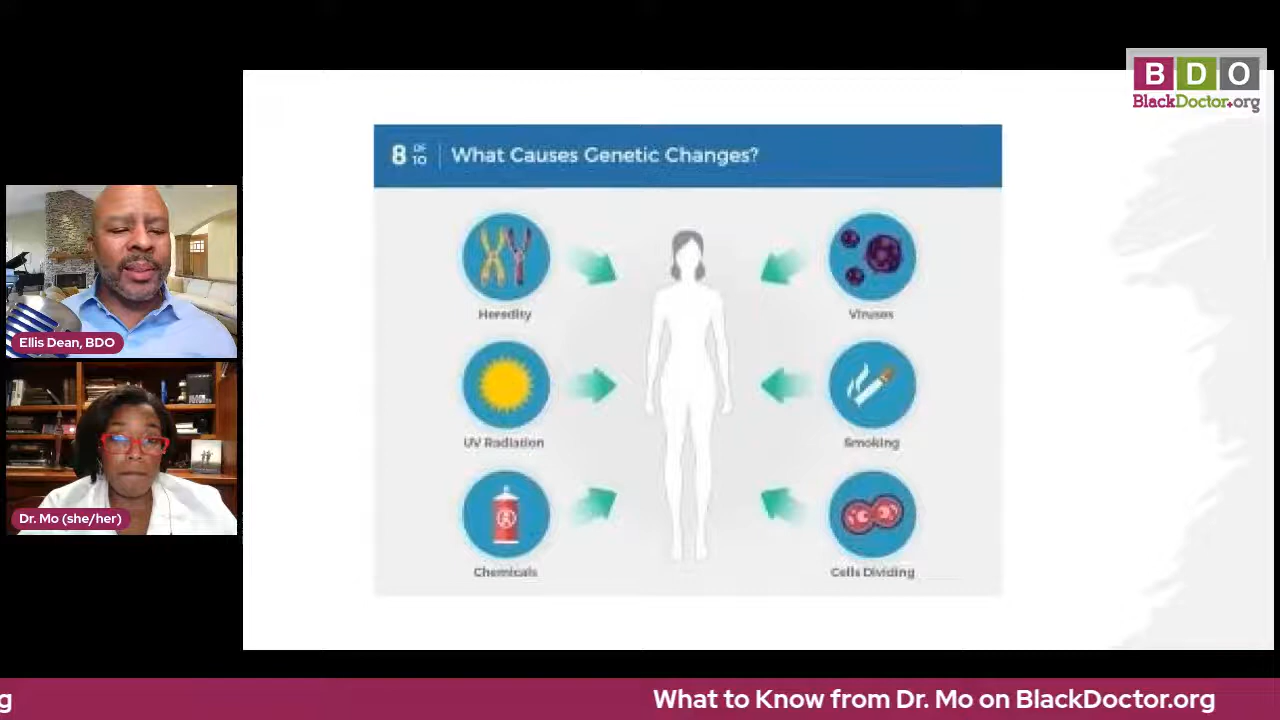 B D O
BlackDoctor.org
8 OF 10 What Causes Genetic Changes?
Heredity
Viruses
UV Radiation
Smoking
Chemicals
Cells Dividing
Ellis Dean, BDO
Dr. Mo (she/her)
g
What to Know from Dr. Mo on BlackDoctor.org